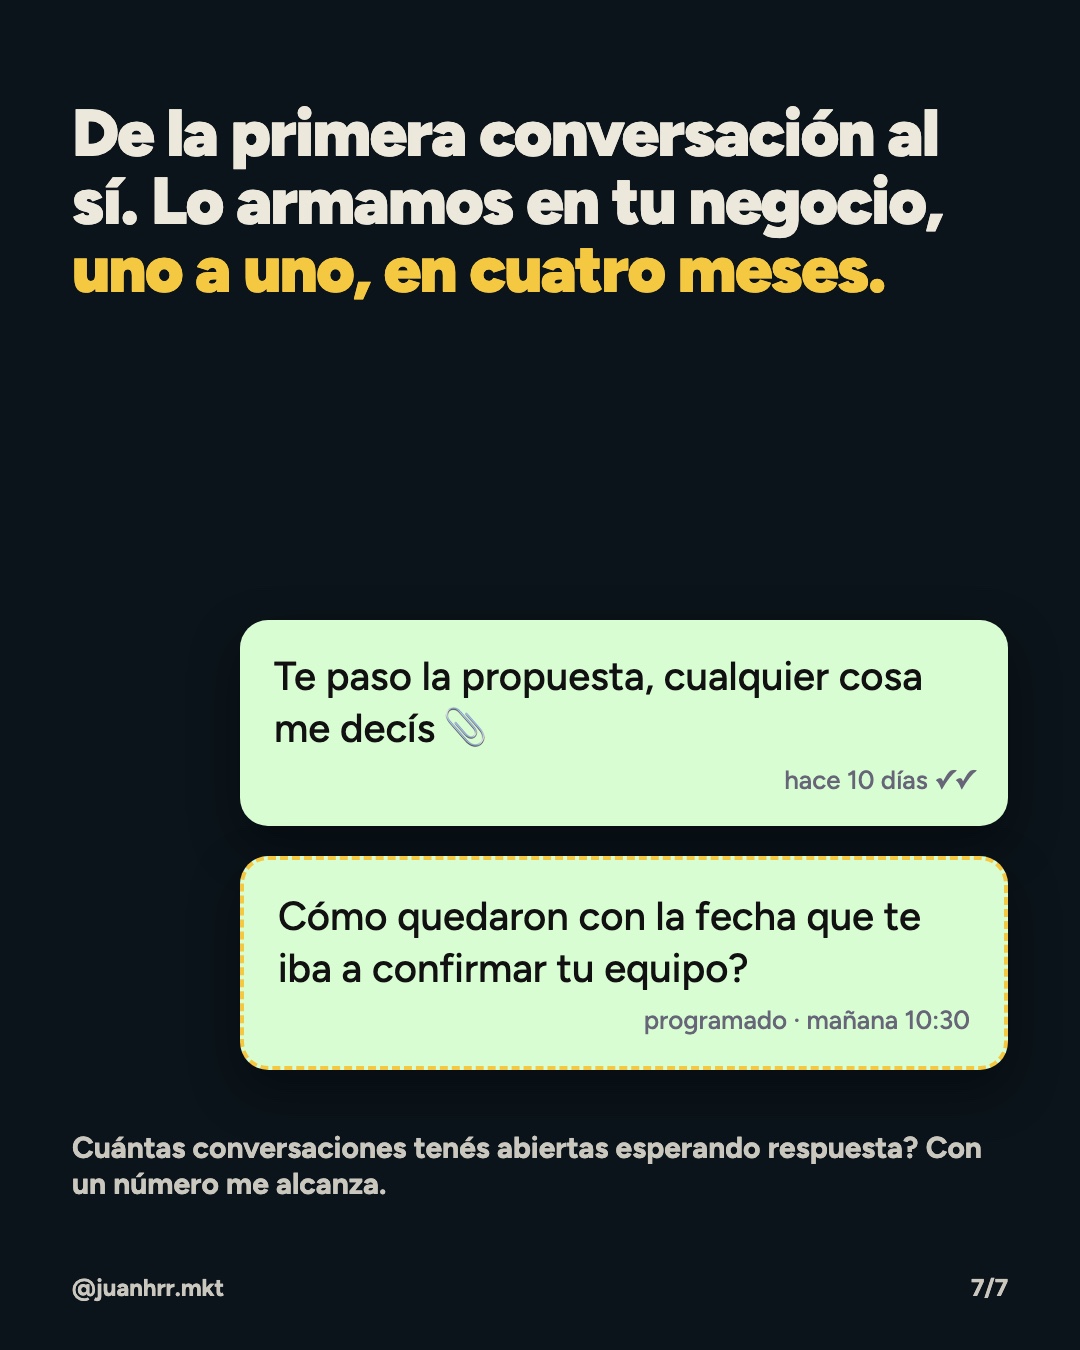 De la primera conversación al
sí. Lo armamos en tu negocio,
uno a uno, en cuatro meses.
Te paso la propuesta, cualquier cosa
me decís 📎
hace 10 días ✓✓
Cómo quedaron con la fecha que te
iba a confirmar tu equipo?
programado · mañana 10:30
Cuántas conversaciones tenés abiertas esperando respuesta? Con
un número me alcanza.
@juanhrr.mkt
7/7